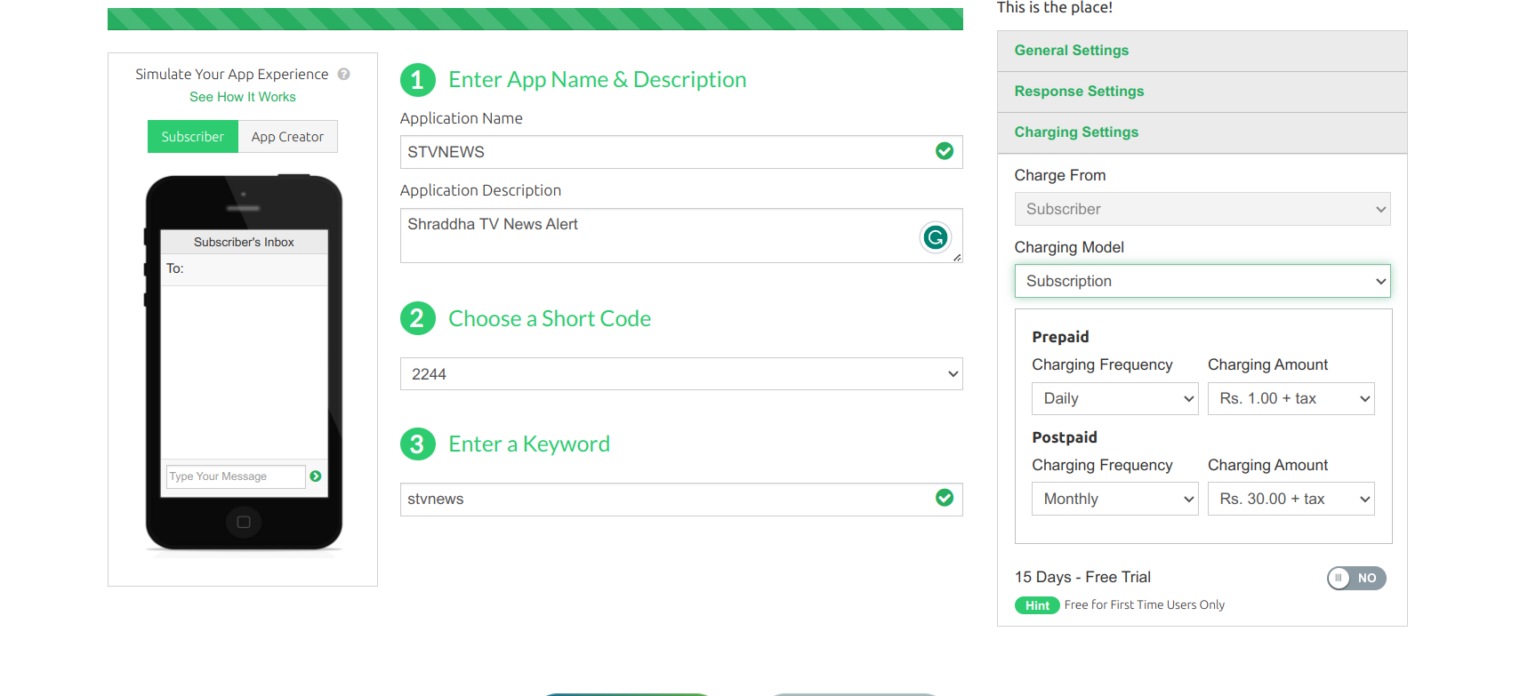 This is the place!
Simulate Your App Experience ?
See How It Works
Subscriber App Creator
Subscriber's Inbox
To:
Type Your Message
1 Enter App Name & Description
Application Name
STVNEWS
Application Description
Shraddha TV News Alert
2 Choose a Short Code
2244
3 Enter a Keyword
stvnews
General Settings
Response Settings
Charging Settings
Charge From
Subscriber
Charging Model
Subscription
Prepaid
Charging Frequency Charging Amount
Daily Rs. 1.00 + tax
Postpaid
Charging Frequency Charging Amount
Monthly Rs. 30.00 + tax
15 Days - Free Trial NO
Hint Free for First Time Users Only